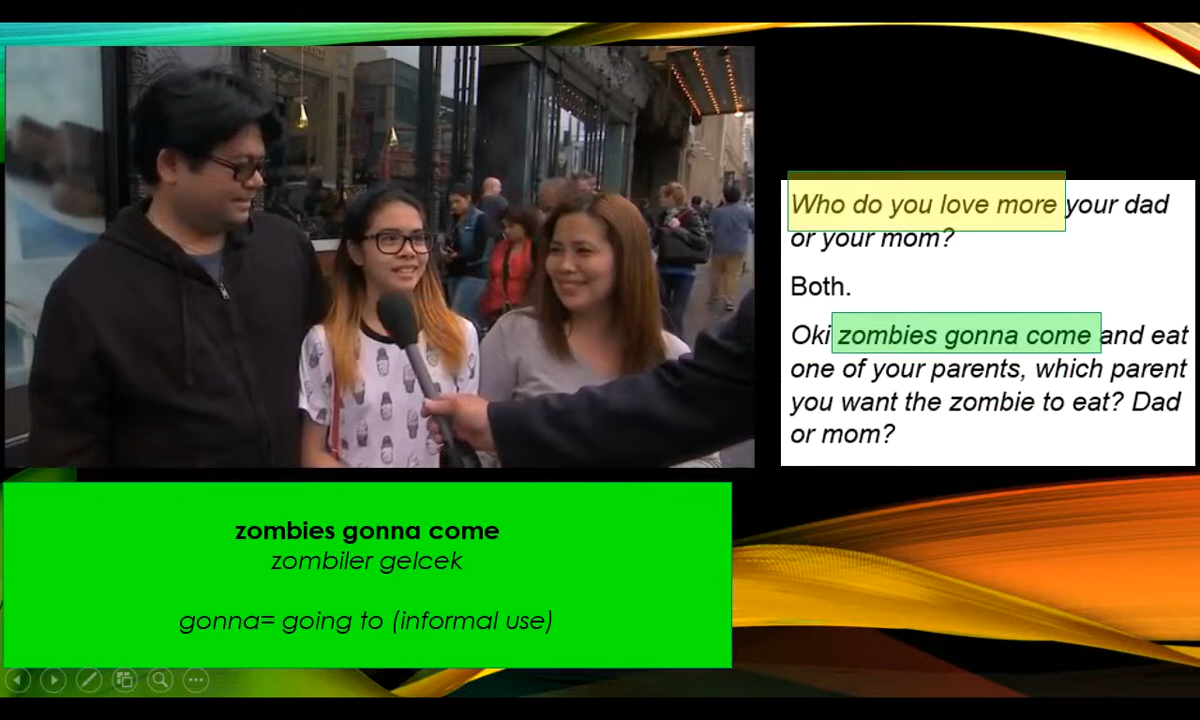 Who do you love more your dad
or your mom?
Both.
Oki zombies gonna come and eat
one of your parents, which parent
you want the zombie to eat? Dad
or mom?
zombies gonna come
zombiler gelcek
gonna= going to (informal use)